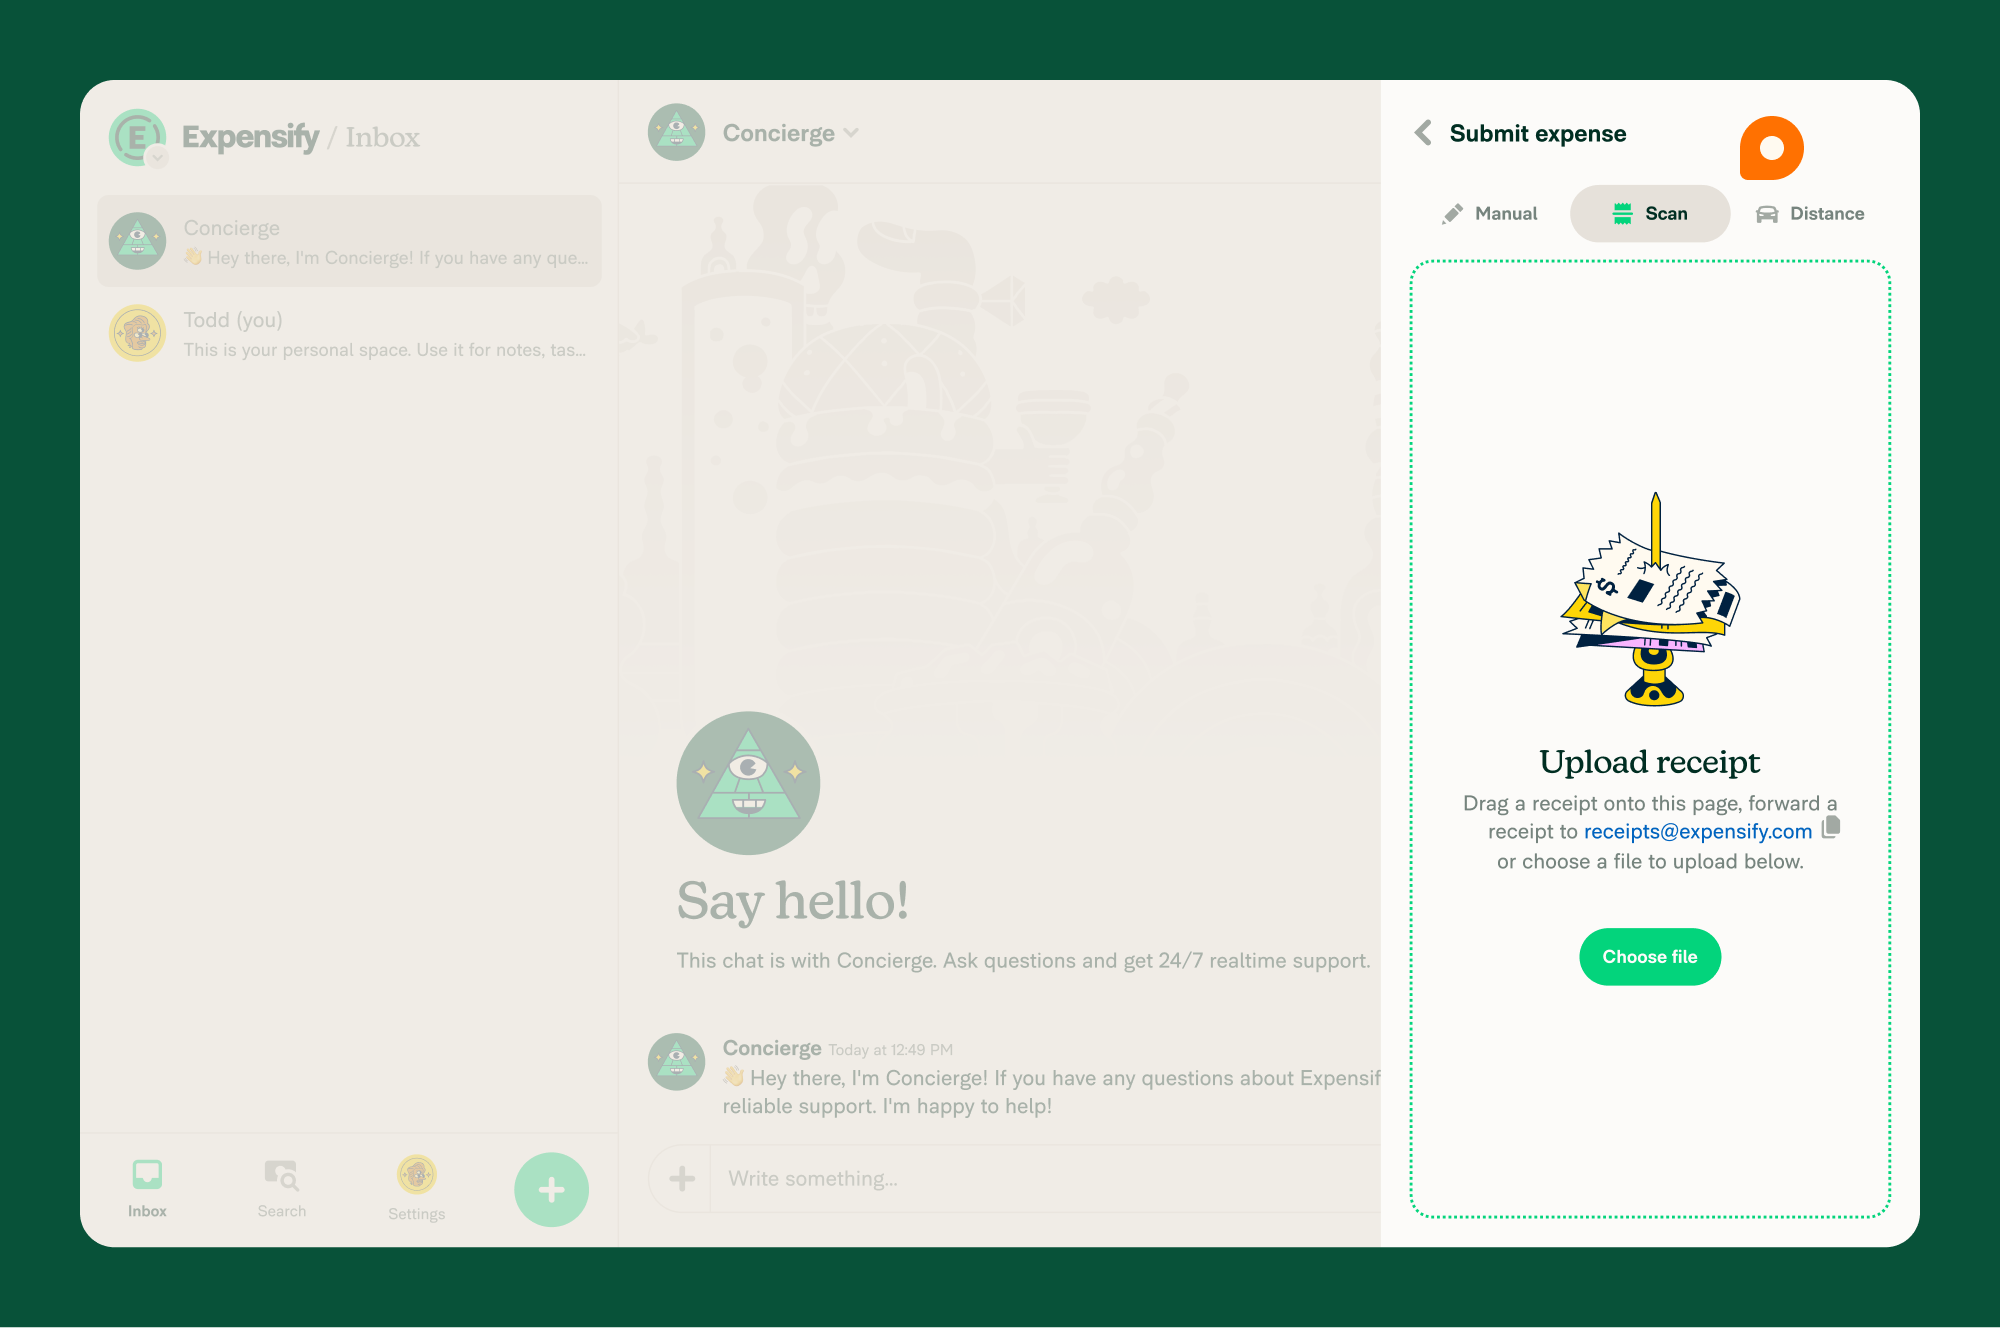 Expensify / Inbox
Concierge
👋 Hey there, I'm Concierge! If you have any que...
Todd (you)
This is your personal space. Use it for notes, tas...
Inbox
Search
Settings
Concierge
Say hello!
This chat is with Concierge. Ask questions and get 24/7 realtime support.
Concierge Today at 12:49 PM
👋 Hey there, I'm Concierge! If you have any questions about Expensif
reliable support. I'm happy to help!
Write something...
Submit expense
Manual
Scan
Distance
Upload receipt
Drag a receipt onto this page, forward a
receipt to receipts@expensify.com
or choose a file to upload below.
Choose file